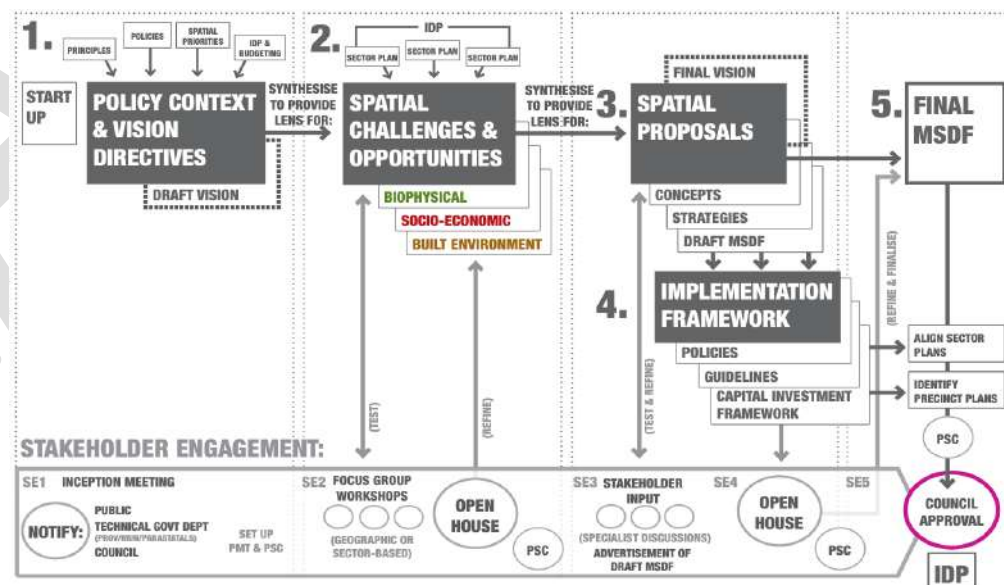 1.
PRINCIPLES
POLICIES
SPATIAL
PRIORITIES
IDP &
BUDGETING
START
UP
POLICY CONTEXT
& VISION
DIRECTIVES
DRAFT VISION
SYNTHESISE
TO PROVIDE
LENS FOR:
2.
IDP
SECTOR PLAN
SECTOR PLAN
SECTOR PLAN
SPATIAL
CHALLENGES &
OPPORTUNITIES
BIOPHYSICAL
SOCIO-ECONOMIC
BUILT ENVIRONMENT
SYNTHESISE
TO PROVIDE
LENS FOR:
3.
FINAL VISION
SPATIAL
PROPOSALS
CONCEPTS
STRATEGIES
DRAFT MSDF
4.
IMPLEMENTATION
FRAMEWORK
POLICIES
GUIDELINES
CAPITAL INVESTMENT
FRAMEWORK
5.
FINAL
MSDF
(REFINE & FINALISE)
ALIGN SECTOR
PLANS
IDENTIFY
PRECINCT PLANS
PSC
COUNCIL
APPROVAL
IDP
(TEST)
(REFINE)
(TEST & REFINE)
STAKEHOLDER ENGAGEMENT:
SE1 INCEPTION MEETING
NOTIFY:
PUBLIC
TECHNICAL GOVT DEPT
COUNCIL
SET UP
PMT & PSC
SE2 FOCUS GROUP
WORKSHOPS
(GEOGRAPHIC OR
SECTOR-BASED)
OPEN
HOUSE
PSC
SE3 STAKEHOLDER
INPUT
(SPECIALIST DISCUSSIONS)
ADVERTISEMENT OF
DRAFT MSDF
SE4
OPEN
HOUSE
PSC
SE5